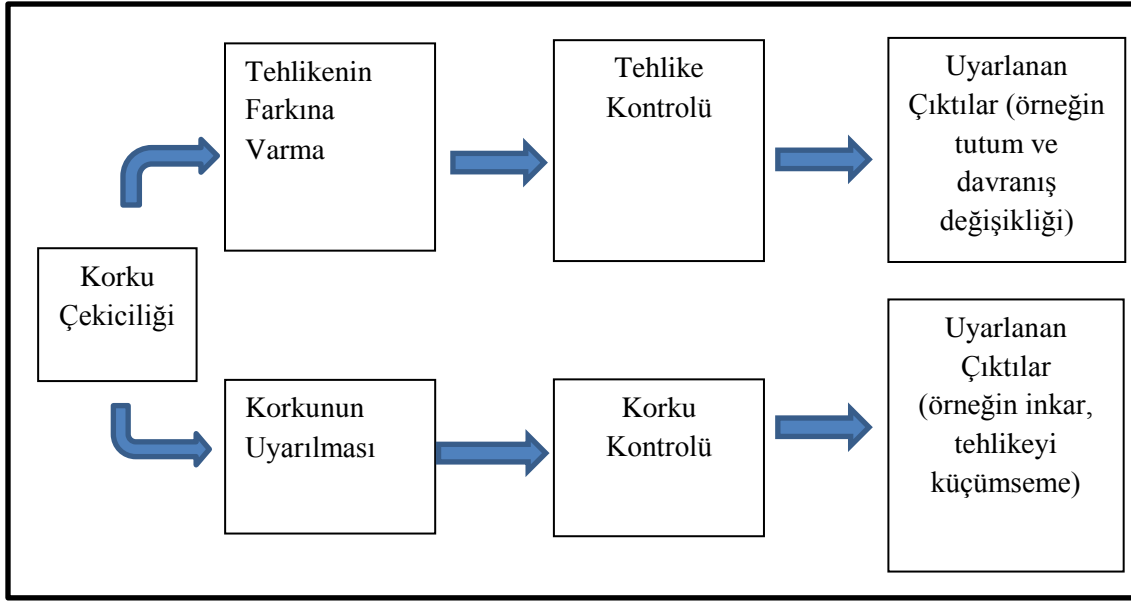 Korku
Çekiciliği
Tehlikenin
Farkına
Varma
Tehlike
Kontrolü
Uyarlanan
Çıktılar (örneğin
tutum ve
davranış
değişikliği)
Korkunun
Uyarılması
Korku
Kontrolü
Uyarlanan
Çıktılar
(örneğin inkar,
tehlikeyi
küçümseme)